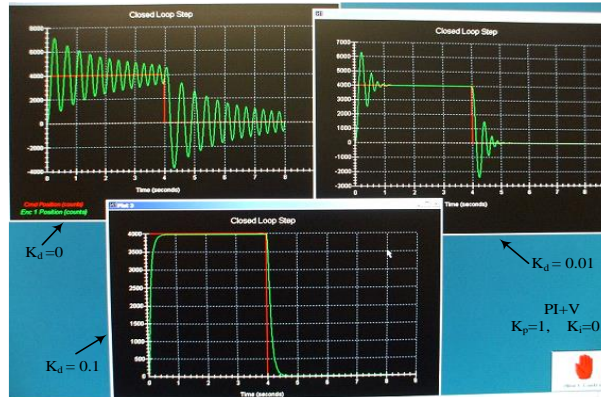 Closed Loop Step
8000
6000
4000
2000
0
-2000
-4000
0 1 2 3 4 5 6 7 8
Time (seconds)
Cmd Position (counts)
Enc 1 Position (counts)
Closed Loop Step
7000
6000
5000
4000
3000
2000
1000
0
-1000
-2000
-3000
0 1 2 3 4 5 6 7 8
Time (seconds)
Plot 3
Closed Loop Step
4000
3500
3000
2500
2000
1500
1000
500
0
0 1 2 3 4 5 6 7 8 9
Time (seconds)
Kd=0
Kd = 0.01
Kd = 0.1
PI+V
Kp=1, Ki=0